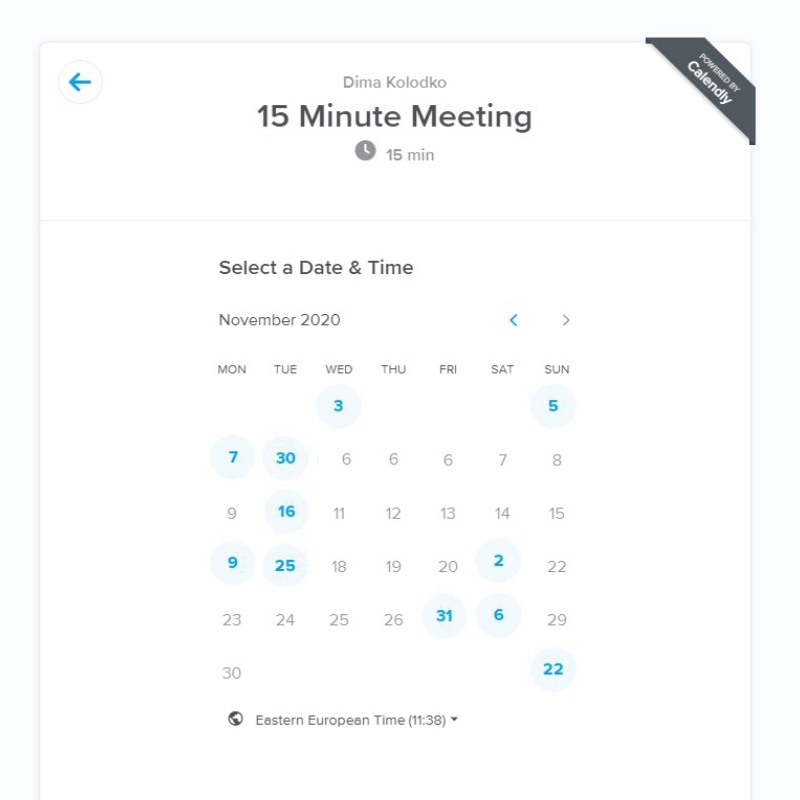 POWERED BY
Calendly
Dima Kolodko
15 Minute Meeting
15 min
Select a Date & Time
November 2020
MON TUE WED THU FRI SAT SUN
3 5
7 30 6 6 6 7 8
9 16 11 12 13 14 15
9 25 18 19 20 2 22
23 24 25 26 31 6 29
30 22
Eastern European Time (11:38)